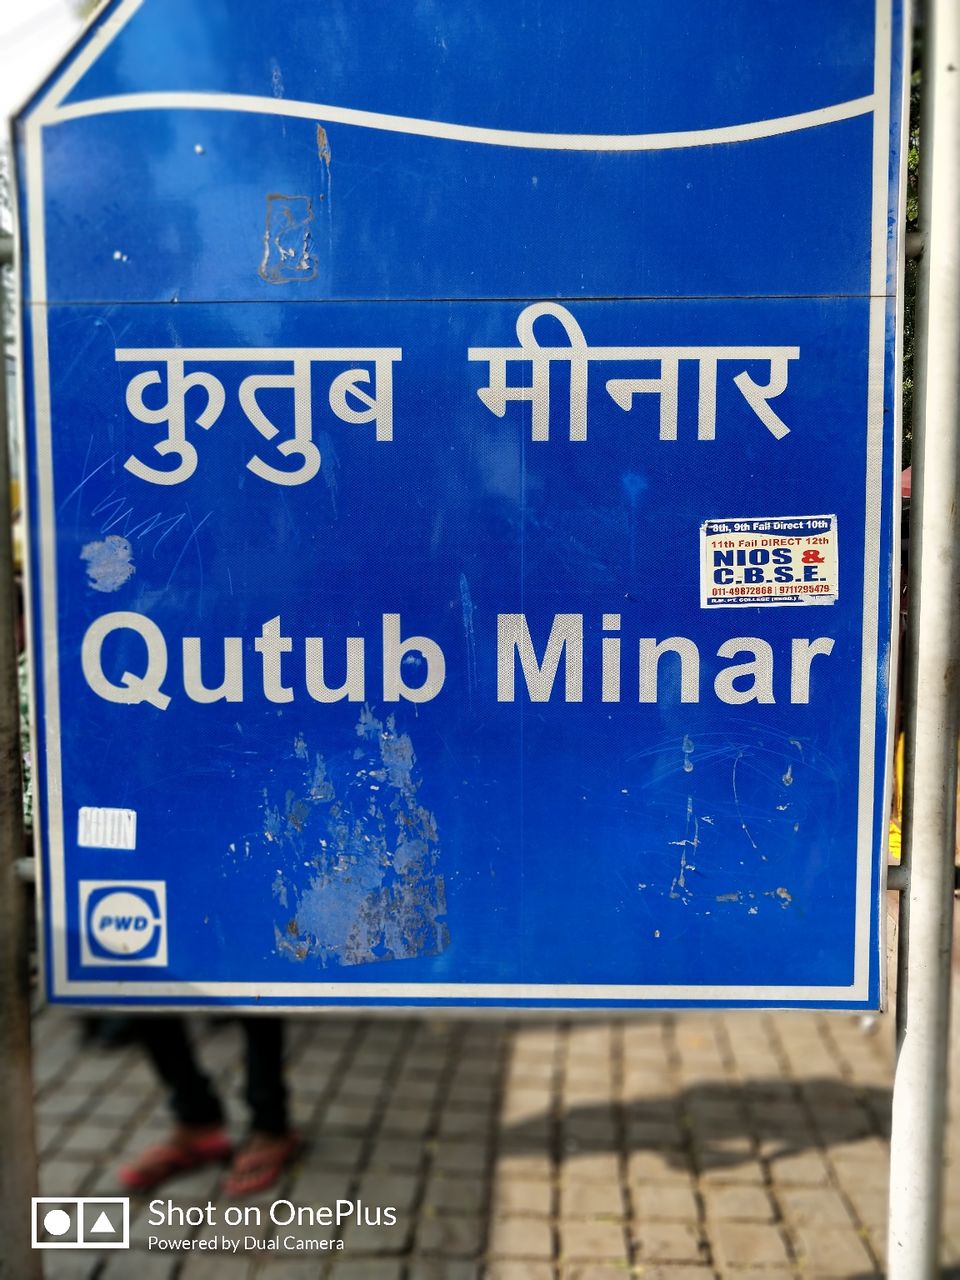 कुतुब मीनार
8th, 9th Fail Direct 10th
11th Fail DIRECT 12th
NIOS &
C.B.S.E.
011-49872868 | 9711295479
Qutub Minar
PWD
Shot on OnePlus
Powered by Dual Camera